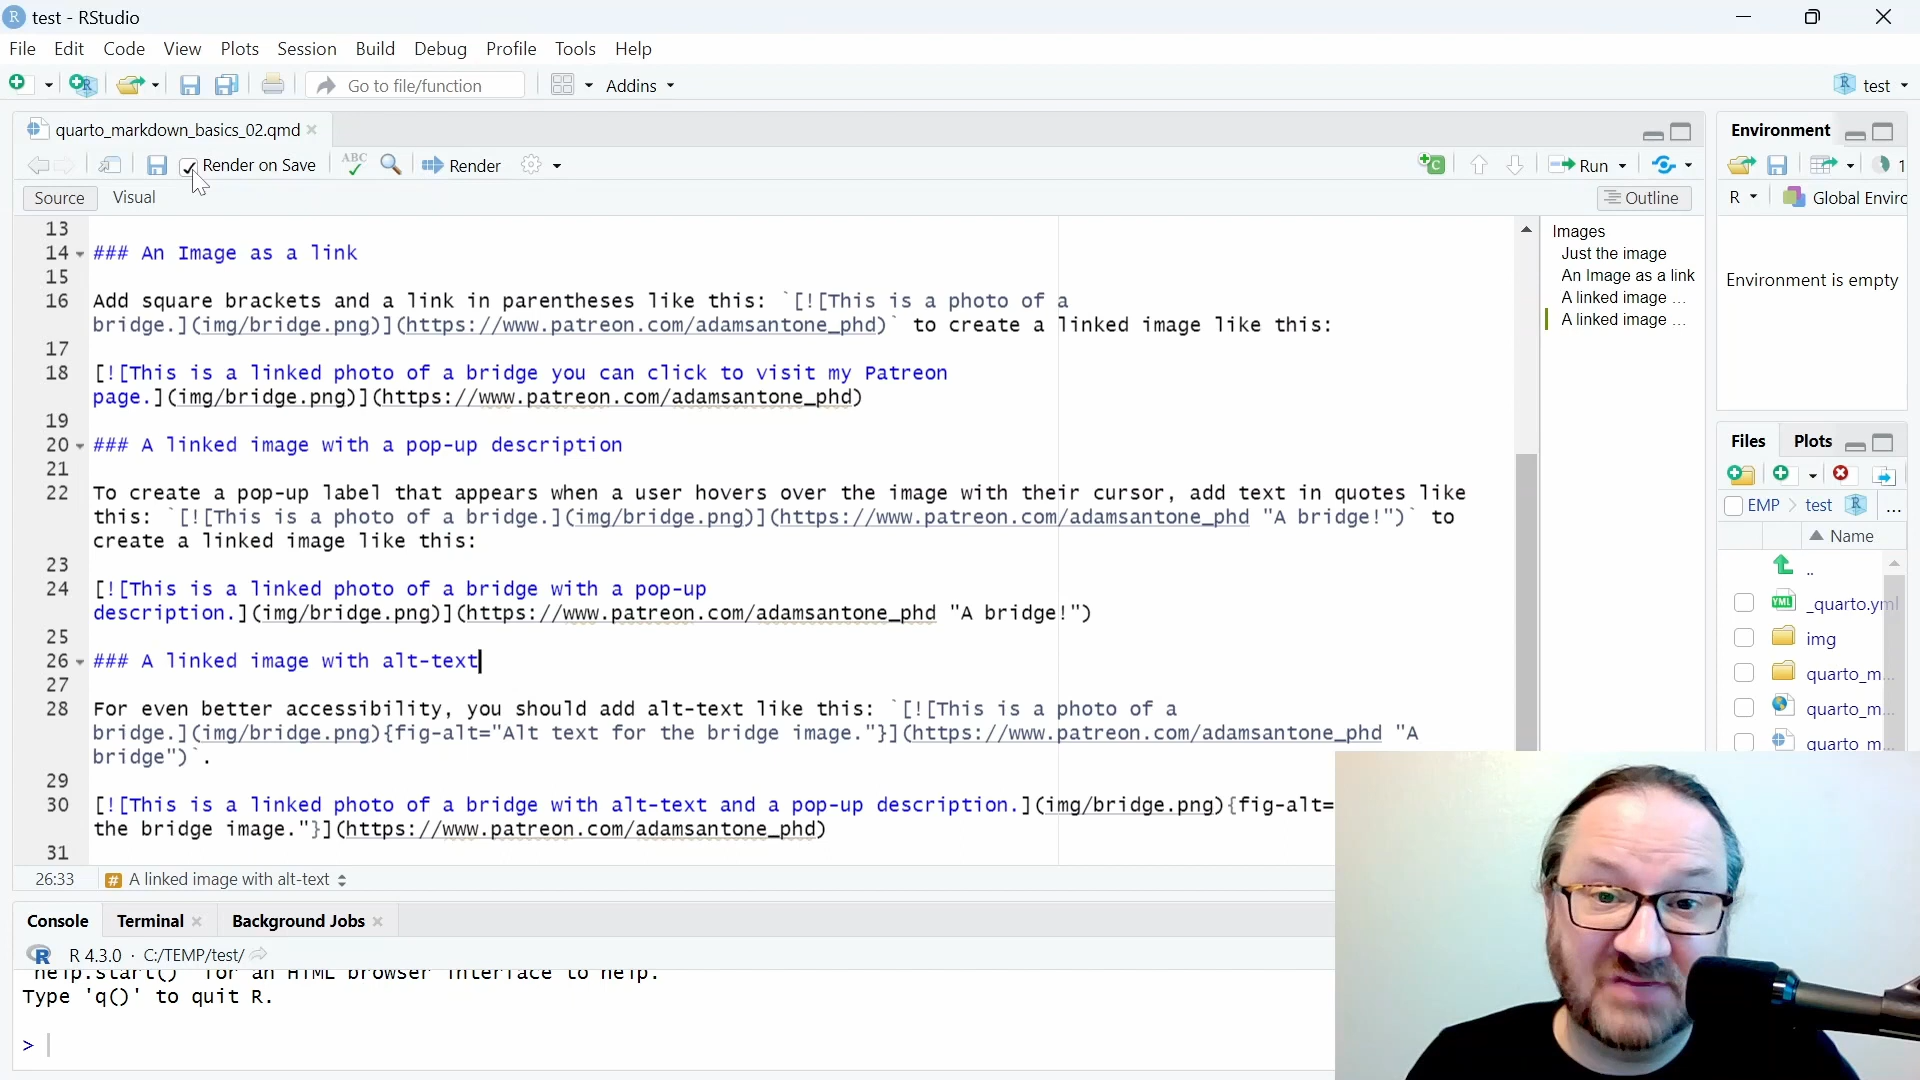 test - RStudio
File Edit Code View Plots Session Build Debug Profile Tools Help
Go to file/function Addins test
quarto_markdown_basics_02.qmd
Render on Save ABC Render Run
Source Visual Outline
13
14 ### An Image as a link
15
16 Add square brackets and a link in parentheses like this: `[![This is a photo of a
bridge.](img/bridge.png)](https://www.patreon.com/adamsantone_phd)` to create a linked image like this:
17
18 [![This is a linked photo of a bridge you can click to visit my Patreon
page.](img/bridge.png)](https://www.patreon.com/adamsantone_phd)
19
20 ### A linked image with a pop-up description
21
22 To create a pop-up label that appears when a user hovers over the image with their cursor, add text in quotes like
this: `[![This is a photo of a bridge.](img/bridge.png)](https://www.patreon.com/adamsantone_phd "A bridge!")` to
create a linked image like this:
23
24 [![This is a linked photo of a bridge with a pop-up
description.](img/bridge.png)](https://www.patreon.com/adamsantone_phd "A bridge!")
25
26 ### A linked image with alt-text
27
28 For even better accessibility, you should add alt-text like this: `[![This is a photo of a
bridge.](img/bridge.png){fig-alt="Alt text for the bridge image."}](https://www.patreon.com/adamsantone_phd "A
bridge")`.
29
30 [![This is a linked photo of a bridge with alt-text and a pop-up description.](img/bridge.png){fig-alt=
the bridge image."}](https://www.patreon.com/adamsantone_phd)
31
26:33 # A linked image with alt-text
Images
Just the image
An Image as a link
A linked image ...
A linked image ...
Console Terminal Background Jobs
R 4.3.0 · C:/TEMP/test/
'help.start()' for an HTML browser interface to help.
Type 'q()' to quit R.
>
Environment
1
R Global Enviro
Environment is empty
Files Plots
EMP test ...
Name
..
YML _quarto.yml
img
quarto_m...
quarto_m...
quarto_m...